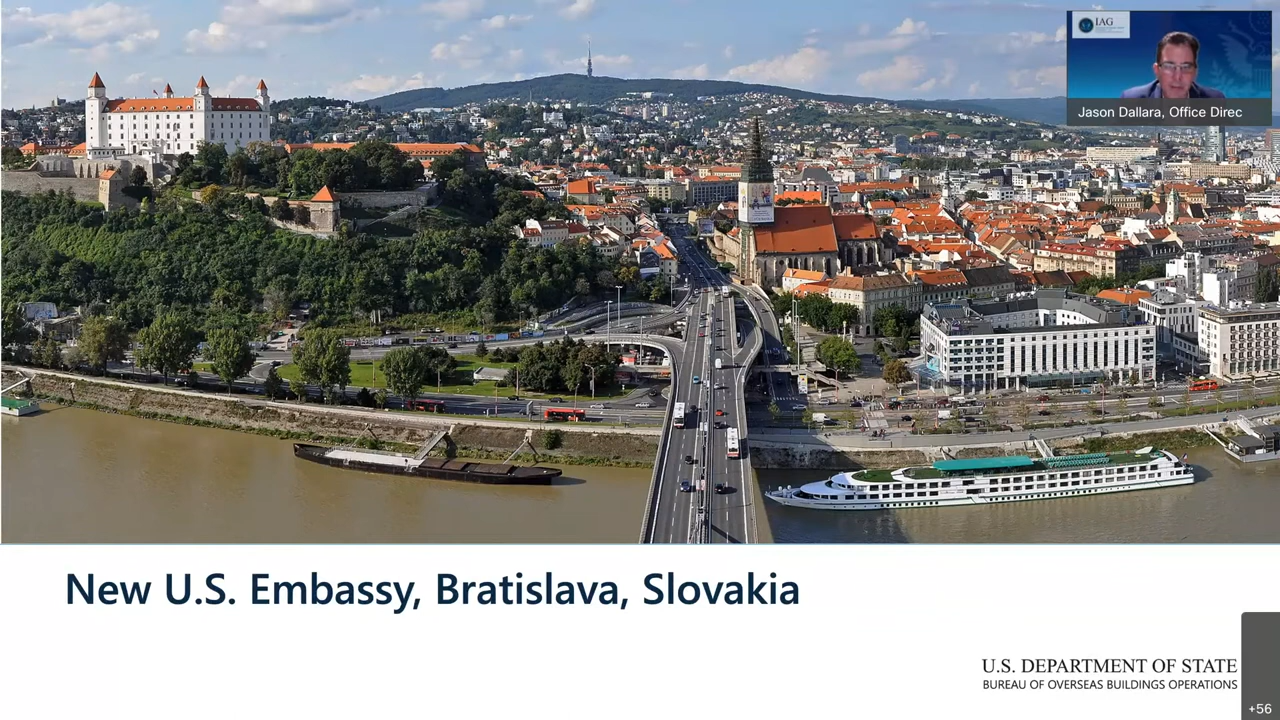 IAG
Jason Dallara, Office Direc
New U.S. Embassy, Bratislava, Slovakia
U.S. DEPARTMENT OF STATE
BUREAU OF OVERSEAS BUILDINGS OPERATIONS
+56